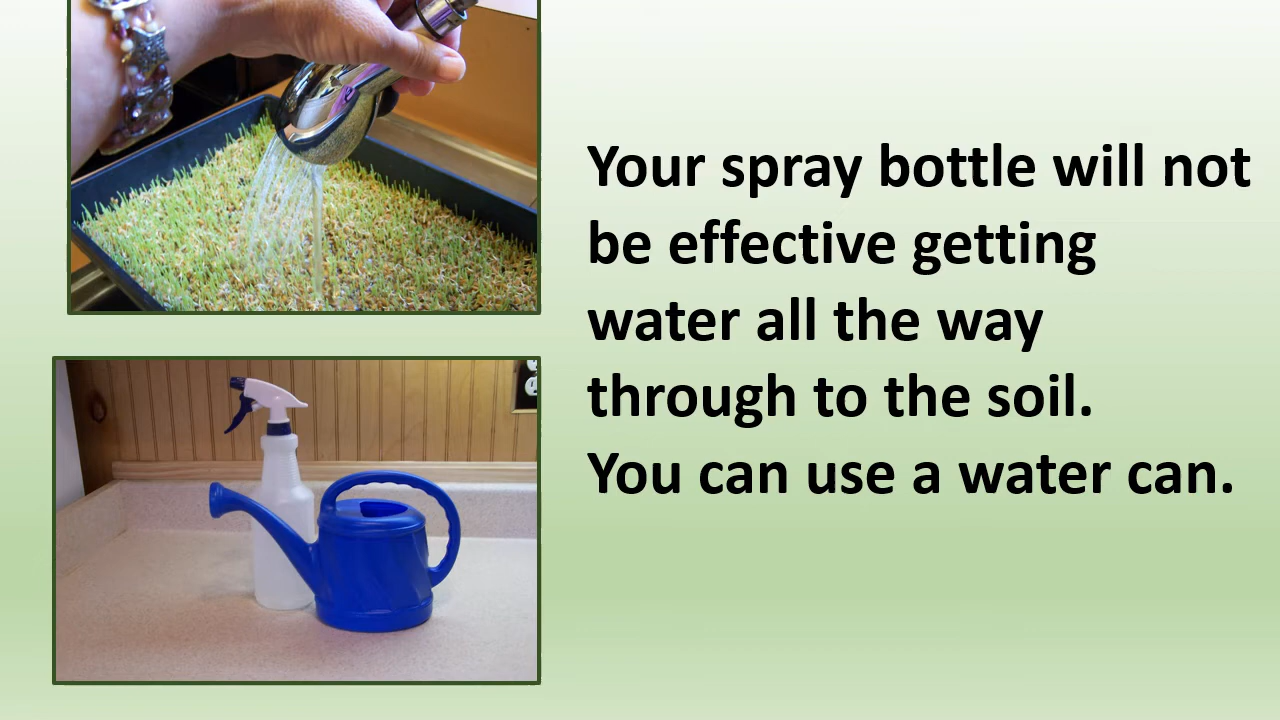 Your spray bottle will not
be effective getting
water all the way
through to the soil.
You can use a water can.